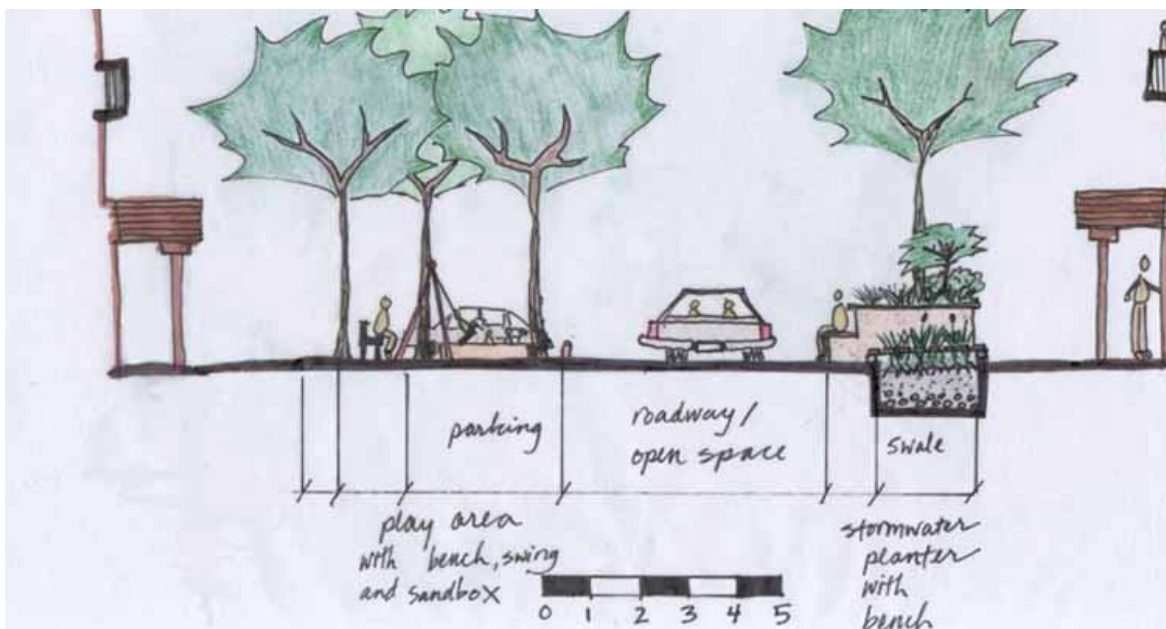 parking
roadway/
open space
swale
play area
with bench, swing
and sandbox
stormwater
planter
with
bench
0 1 2 3 4 5